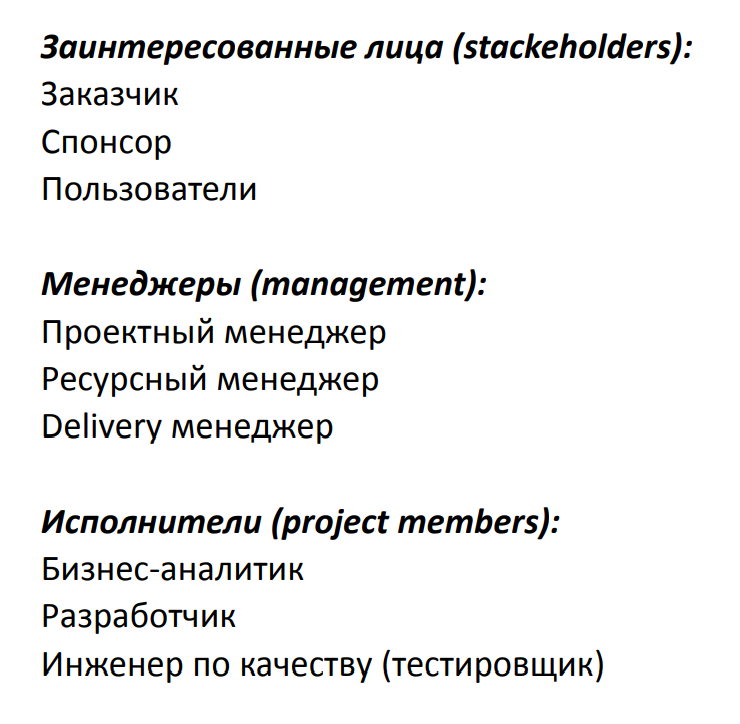 Заинтересованные лица (stackeholders):
Заказчик
Спонсор
Пользователи
Менеджеры (management):
Проектный менеджер
Ресурсный менеджер
Delivery менеджер
Исполнители (project members):
Бизнес-аналитик
Разработчик
Инженер по качеству (тестировщик)